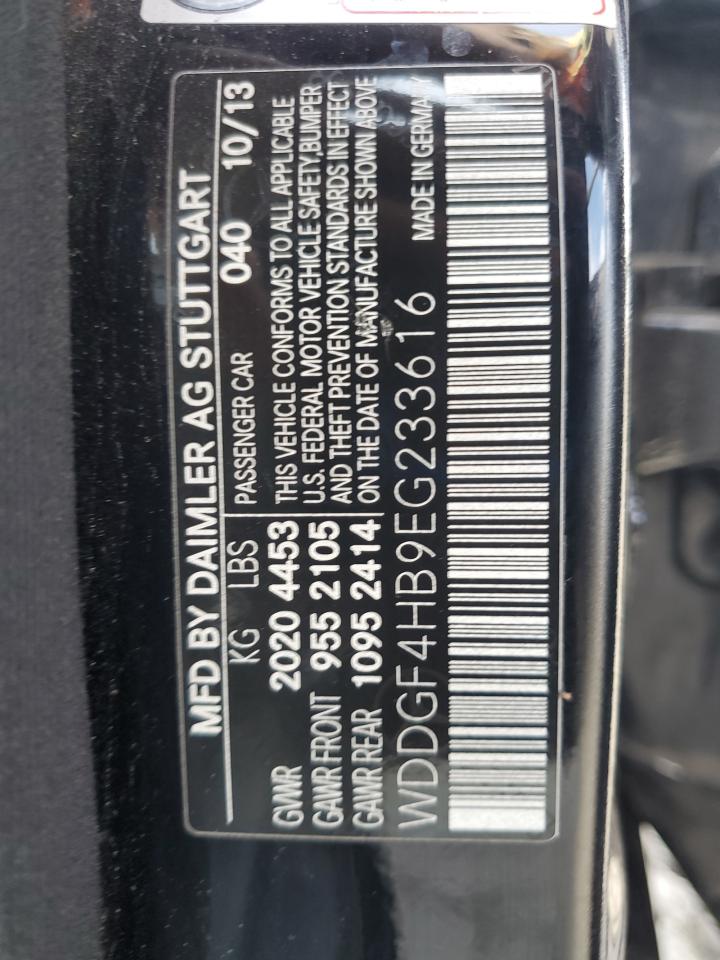 MFD BY DAIMLER AG STUTTGART
KG LBS PASSENGER CAR 040 10/13
GVWR 2020 4453 THIS VEHICLE CONFORMS TO ALL APPLICABLE
GAWR FRONT 955 2105 U.S. FEDERAL MOTOR VEHICLE SAFETY,BUMPER
AND THEFT PREVENTION STANDARDS IN EFFECT
GAWR REAR 1095 2414 ON THE DATE OF MANUFACTURE SHOWN ABOVE
WDDGF4HB9EG233616 MADE IN GERMANY